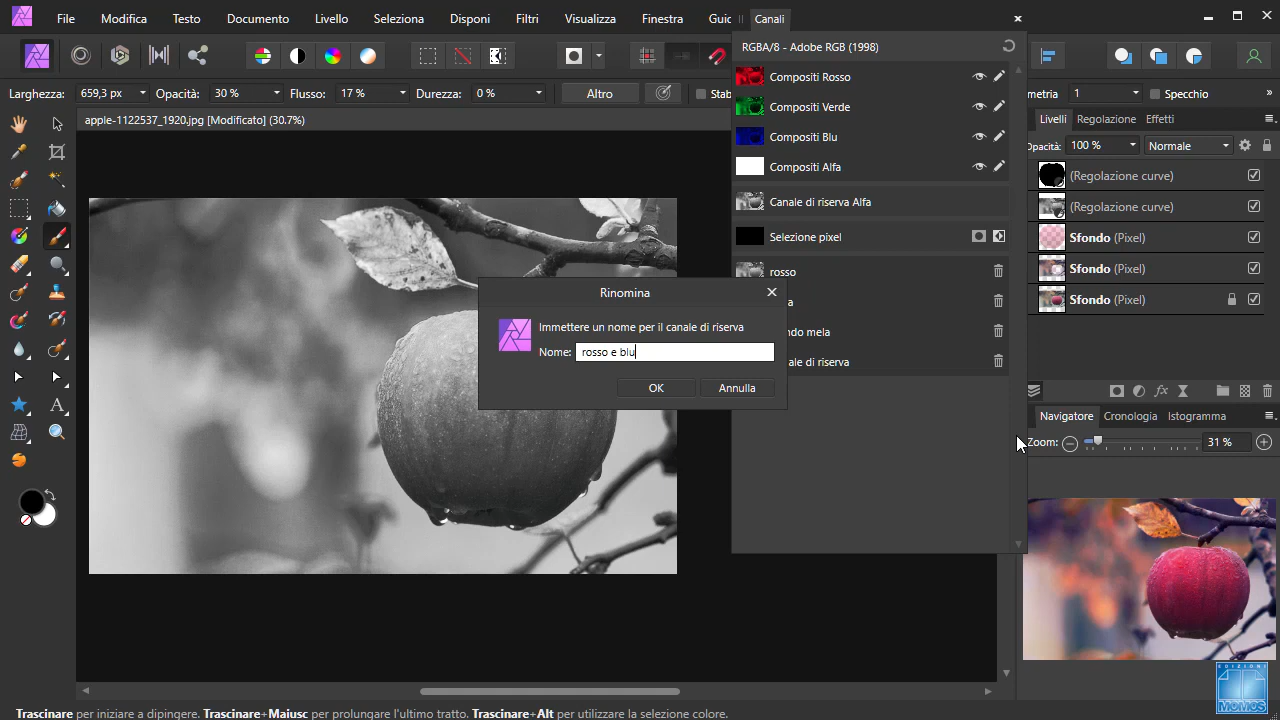 File Modifica Testo Documento Livello Seleziona Disponi Filtri Visualizza Finestra
Canali
RGBA/8 - Adobe RGB (1998)
Larghezza: 659,3 px Opacità: 30 % Flusso: 17 % Durezza: 0 % Altro
1 Specchio
apple-1122537_1920.jpg [Modificato] (30.7%)
Compositi Rosso
Compositi Verde
Compositi Blu
Compositi Alfa
Canale di riserva Alfa
Selezione pixel
rosso
Livelli Regolazione Effetti
100 % Normale
(Regolazione curve)
(Regolazione curve)
Sfondo (Pixel)
Sfondo (Pixel)
Sfondo (Pixel)
Rinomina
Immettere un nome per il canale di riserva
Nome: rosso e blu
OK Annulla
mela
di riserva
Navigatore Cronologia Istogramma
Zoom: 31 %
EDIZIONI
MOMOS
Trascinare per iniziare a dipingere. Trascinare+Maiusc per prolungare l'ultimo tratto. Trascinare+Alt per utilizzare la selezione colore.